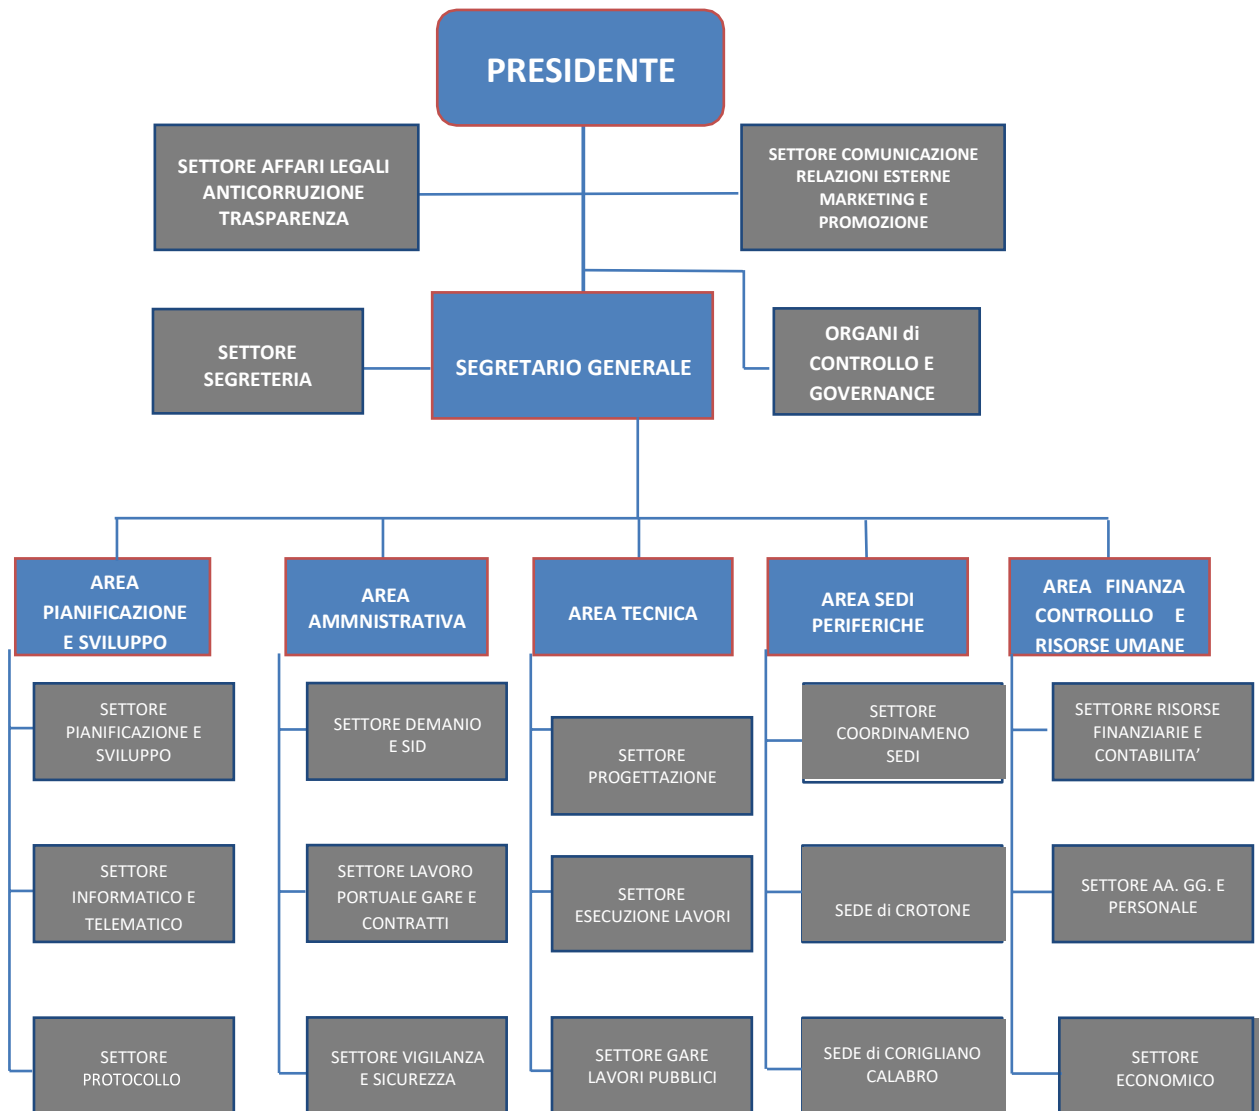 PRESIDENTE
SETTORE AFFARI LEGALI
ANTICORRUZIONE
TRASPARENZA
SETTORE COMUNICAZIONE
RELAZIONI ESTERNE
MARKETING E
PROMOZIONE
SETTORE
SEGRETERIA
SEGRETARIO GENERALE
ORGANI di
CONTROLLO E
GOVERNANCE
AREA
PIANIFICAZIONE
E SVILUPPO
AREA
AMMNISTRATIVA
AREA TECNICA
AREA SEDI
PERIFERICHE
AREA FINANZA
CONTROLLLO E
RISORSE UMANE
SETTORE
PIANIFICAZIONE E
SVILUPPO
SETTORE DEMANIO
E SID
SETTORE
PROGETTAZIONE
SETTORE
COORDINAMENO
SEDI
SETTORRE RISORSE
FINANZIARIE E
CONTABILITA’
SETTORE
INFORMATICO E
TELEMATICO
SETTORE LAVORO
PORTUALE GARE E
CONTRATTI
SETTORE
ESECUZIONE LAVORI
SEDE di CROTONE
SETTORE AA. GG. E
PERSONALE
SETTORE
PROTOCOLLO
SETTORE VIGILANZA
E SICUREZZA
SETTORE GARE
LAVORI PUBBLICI
SEDE di CORIGLIANO
CALABRO
SETTORE
ECONOMICO